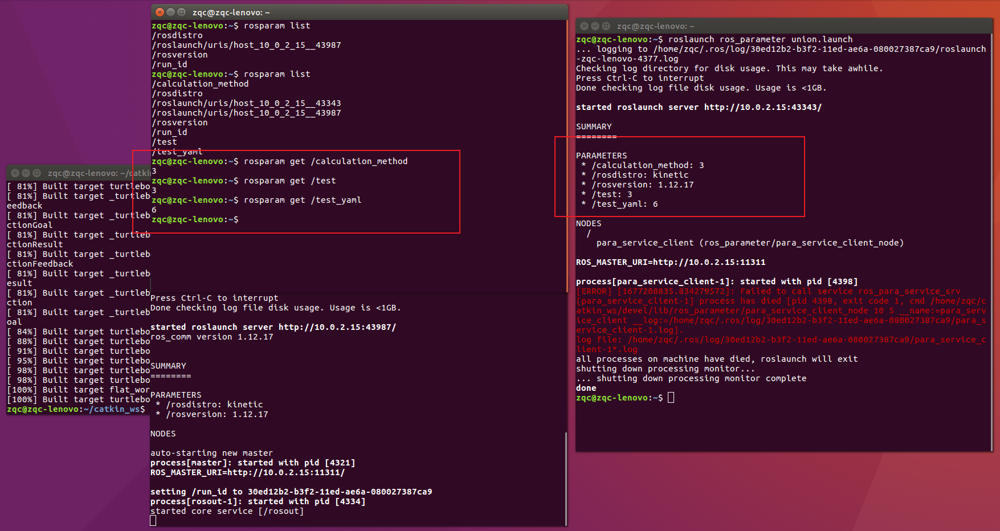 zqc@zqc-lenovo: ~
zqc@zqc-lenovo:~$ rosparam list
/rosdistro
/roslaunch/uris/host_10_0_2_15__43987
/rosversion
/run_id
zqc@zqc-lenovo:~$ rosparam list
/calculation_method
/rosdistro
/roslaunch/uris/host_10_0_2_15__43343
/roslaunch/uris/host_10_0_2_15__43987
/rosversion
/run_id
/test
/test_yaml
zqc@zqc-lenovo:~$ rosparam get /calculation_method
3
zqc@zqc-lenovo:~$ rosparam get /test
3
zqc@zqc-lenovo:~$ rosparam get /test_yaml
6
zqc@zqc-lenovo:~$
zqc@zqc-lenovo: ~/catkin
[ 81%] Built target turtlebo
[ 81%] Built target _turtleb
eedback
[ 81%] Built target _turtleb
ctionGoal
[ 81%] Built target _turtleb
ctionResult
[ 81%] Built target _turtleb
ctionFeedback
[ 81%] Built target _turtleb
esult
[ 81%] Built target _turtleb
ction
[ 81%] Built target _turtleb
oal
[ 84%] Built target turtlebo
[ 88%] Built target turtlebo
[ 91%] Built target turtlebo
[ 95%] Built target turtlebo
[ 98%] Built target turtlebo
[ 98%] Built target turtlebo
[100%] Built target flat_wor
[100%] Built target turtlebo
zqc@zqc-lenovo:~/catkin_ws$
Press Ctrl-C to interrupt
Done checking log file disk usage. Usage is <1GB.
started roslaunch server http://10.0.2.15:43987/
ros_comm version 1.12.17
SUMMARY
========
PARAMETERS
* /rosdistro: kinetic
* /rosversion: 1.12.17
NODES
auto-starting new master
process[master]: started with pid [4321]
ROS_MASTER_URI=http://10.0.2.15:11311/
setting /run_id to 30ed12b2-b3f2-11ed-ae6a-080027387ca9
process[rosout-1]: started with pid [4334]
started core service [/rosout]
zqc@zqc-lenovo: ~
zqc@zqc-lenovo:~$ roslaunch ros_parameter union.launch
... logging to /home/zqc/.ros/log/30ed12b2-b3f2-11ed-ae6a-080027387ca9/roslaunch
-zqc-lenovo-4377.log
Checking log directory for disk usage. This may take awhile.
Press Ctrl-C to interrupt
Done checking log file disk usage. Usage is <1GB.
started roslaunch server http://10.0.2.15:43343/
SUMMARY
========
PARAMETERS
* /calculation_method: 3
* /rosdistro: kinetic
* /rosversion: 1.12.17
* /test: 3
* /test_yaml: 6
NODES
/
para_service_client (ros_parameter/para_service_client_node)
ROS_MASTER_URI=http://10.0.2.15:11311
process[para_service_client-1]: started with pid [4398]
[ERROR] [1677208835.834279572]: Failed to call service ros_para_service_srv
[para_service_client-1] process has died [pid 4398, exit code 1, cmd /home/zqc/c
atkin_ws/devel/lib/ros_parameter/para_service_client_node 10 5 __name:=para_serv
ice_client __log:=/home/zqc/.ros/log/30ed12b2-b3f2-11ed-ae6a-080027387ca9/para_s
ervice_client-1.log].
log file: /home/zqc/.ros/log/30ed12b2-b3f2-11ed-ae6a-080027387ca9/para_service_c
lient-1*.log
all processes on machine have died, roslaunch will exit
shutting down processing monitor...
... shutting down processing monitor complete
done
zqc@zqc-lenovo:~$